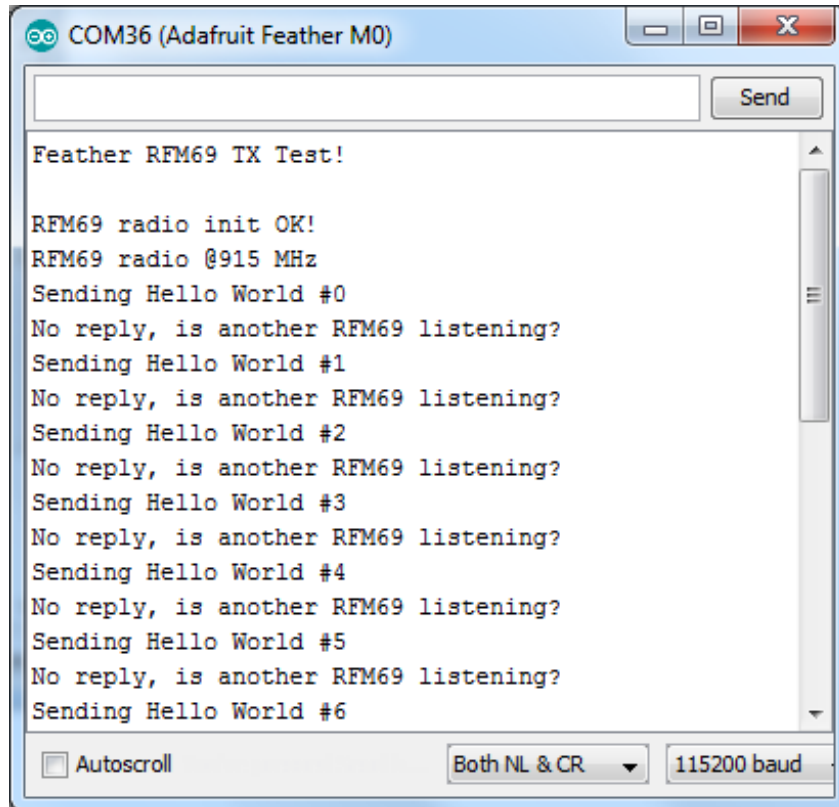 COM36 (Adafruit Feather M0)
Send
Feather RFM69 TX Test!
RFM69 radio init OK!
RFM69 radio @915 MHz
Sending Hello World #0
No reply, is another RFM69 listening?
Sending Hello World #1
No reply, is another RFM69 listening?
Sending Hello World #2
No reply, is another RFM69 listening?
Sending Hello World #3
No reply, is another RFM69 listening?
Sending Hello World #4
No reply, is another RFM69 listening?
Sending Hello World #5
No reply, is another RFM69 listening?
Sending Hello World #6
Autoscroll Both NL & CR 115200 baud